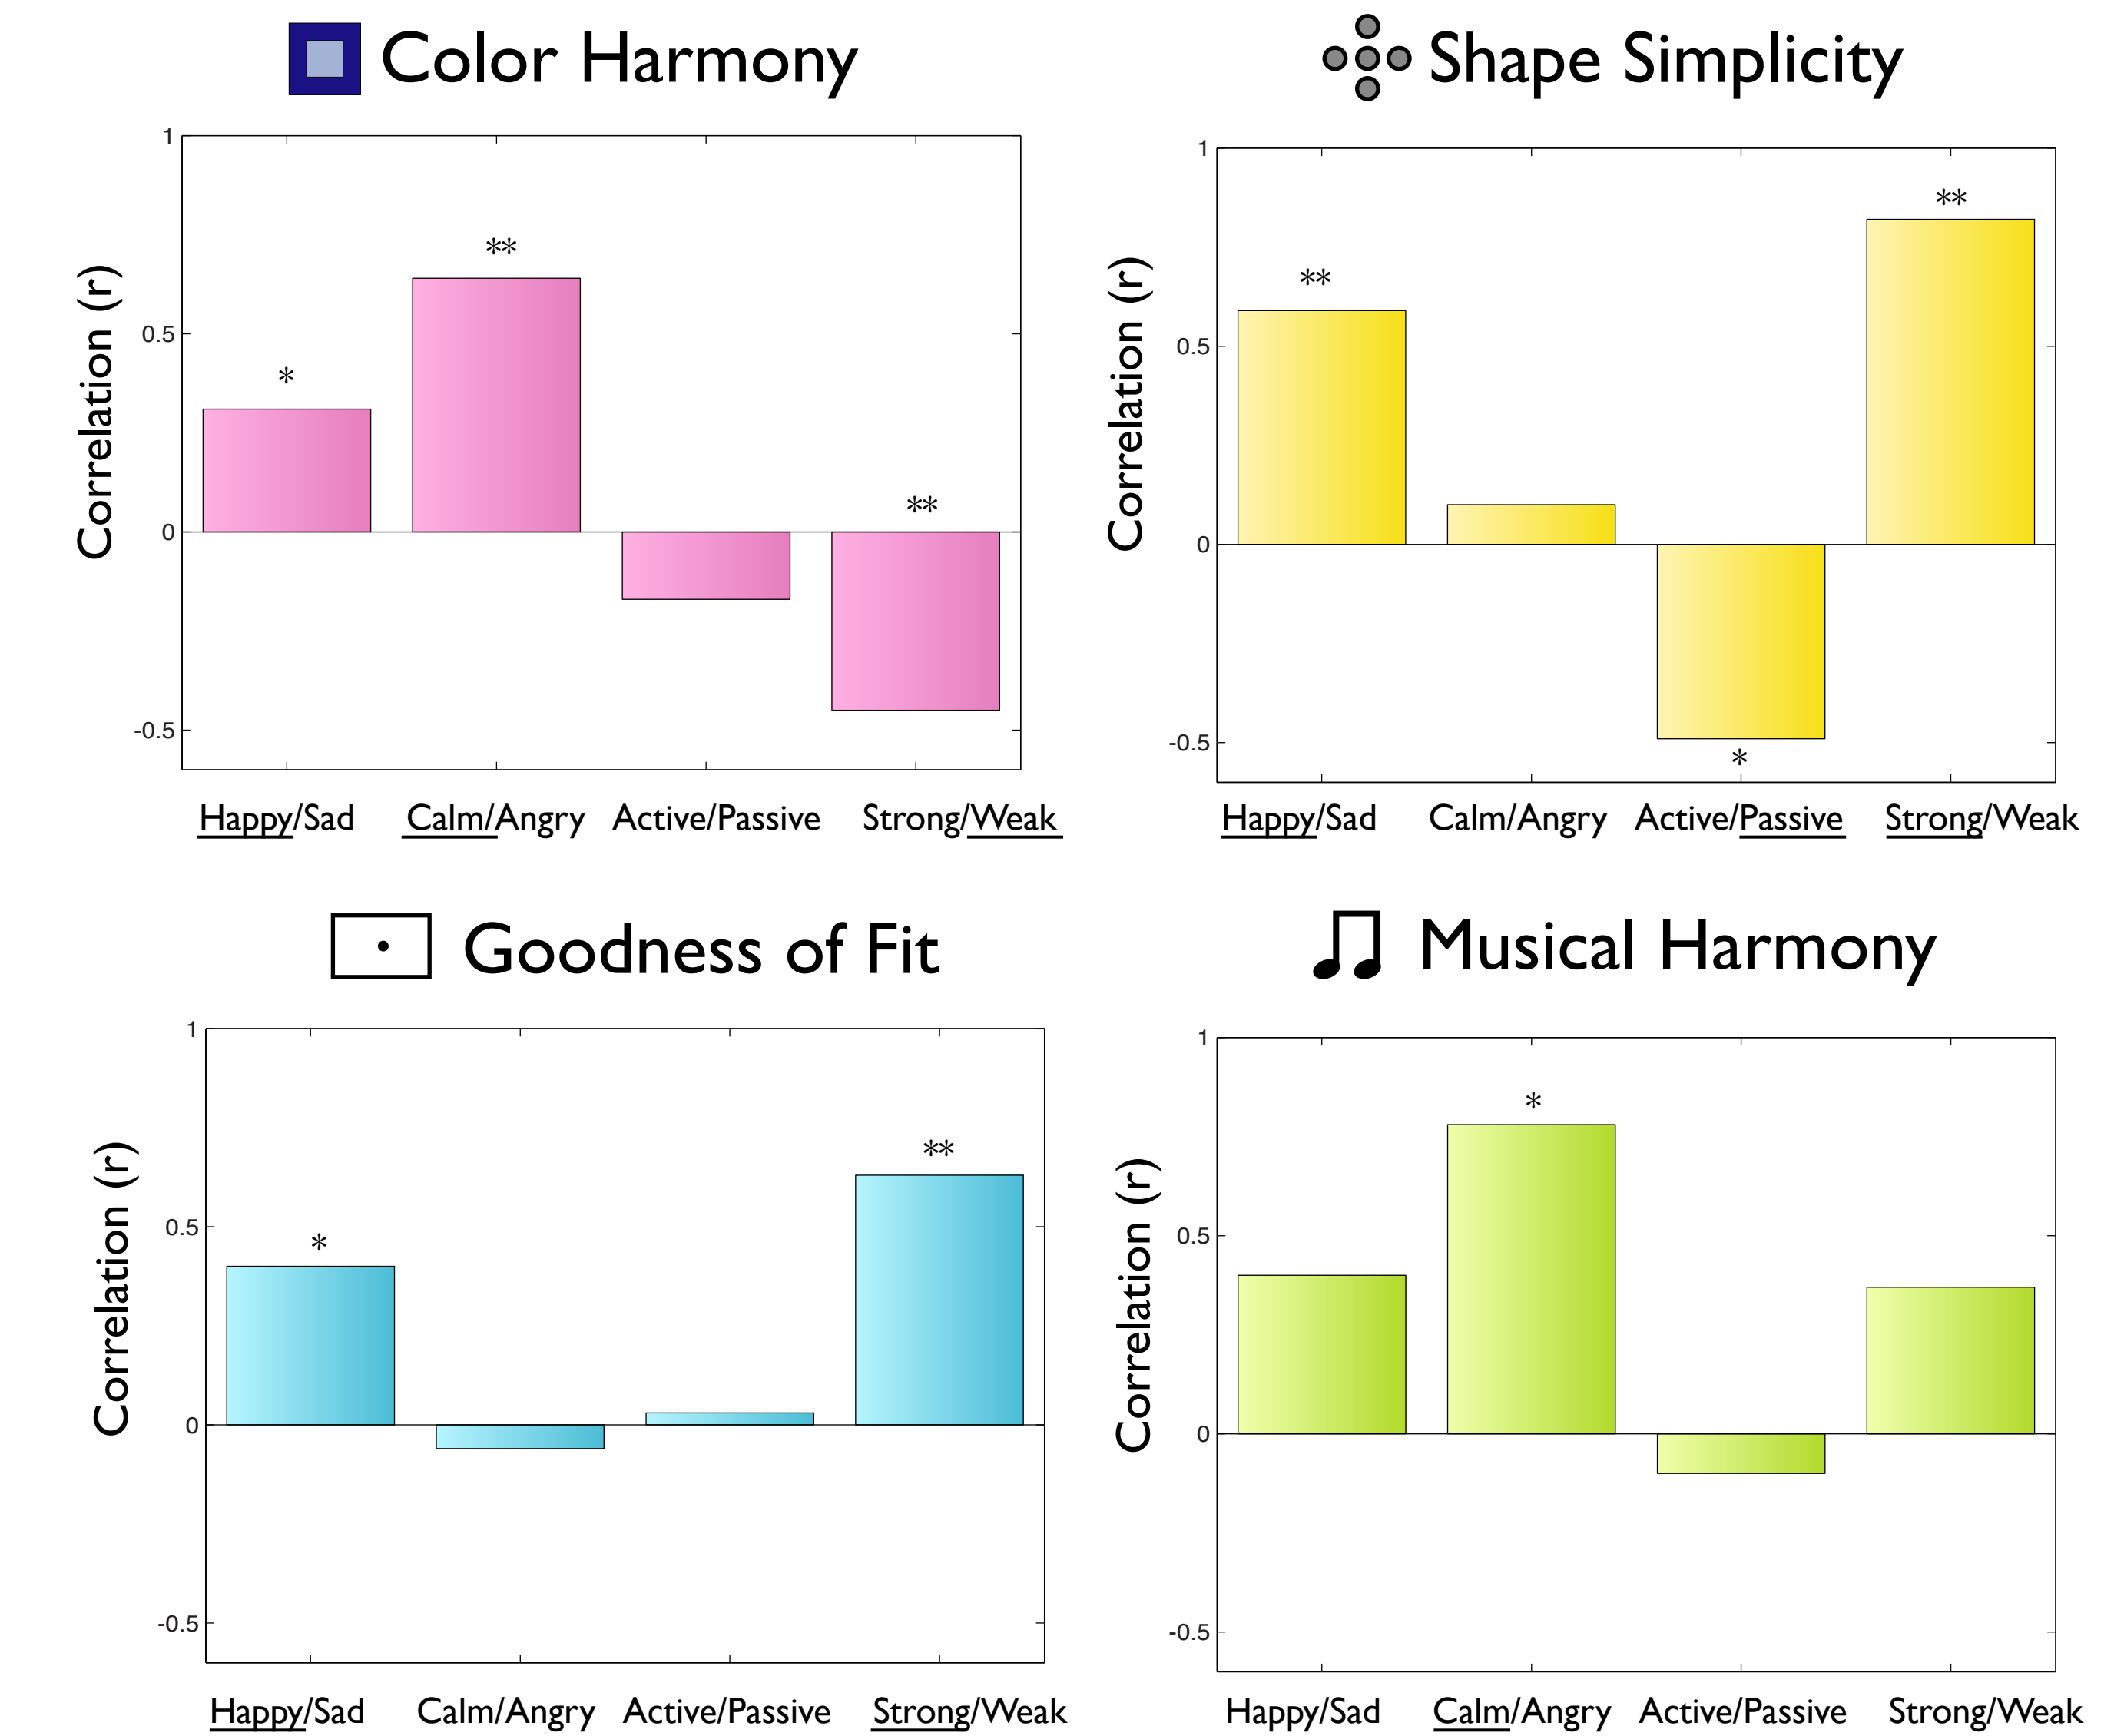 Color Harmony
1
**
0.5
*
**
0
-0.5
Correlation (r)
Happy/Sad Calm/Angry Active/Passive Strong/Weak
Shape Simplicity
1
**
**
0.5
0
-0.5
*
Correlation (r)
Happy/Sad Calm/Angry Active/Passive Strong/Weak
Goodness of Fit
1
**
0.5
*
0
-0.5
Correlation (r)
Happy/Sad Calm/Angry Active/Passive Strong/Weak
Musical Harmony
1
*
0.5
0
-0.5
Correlation (r)
Happy/Sad Calm/Angry Active/Passive Strong/Weak